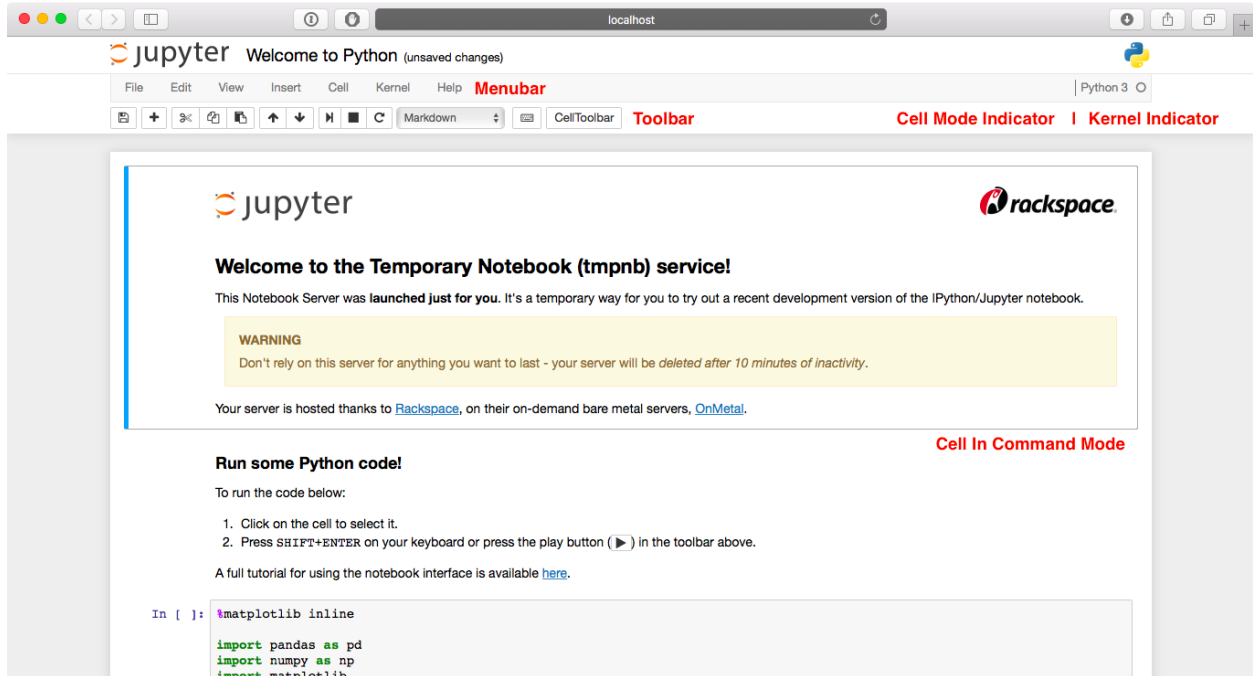 localhost
jupyter Welcome to Python (unsaved changes)
File Edit View Insert Cell Kernel Help Menubar Python 3
Markdown CellToolbar Toolbar Cell Mode Indicator | Kernel Indicator
jupyter rackspace.
Welcome to the Temporary Notebook (tmpnb) service!
This Notebook Server was launched just for you. It's a temporary way for you to try out a recent development version of the IPython/Jupyter notebook.
WARNING
Don't rely on this server for anything you want to last - your server will be deleted after 10 minutes of inactivity.
Your server is hosted thanks to Rackspace, on their on-demand bare metal servers, OnMetal.
Cell In Command Mode
Run some Python code!
To run the code below:
1. Click on the cell to select it.
2. Press SHIFT+ENTER on your keyboard or press the play button (▶) in the toolbar above.
A full tutorial for using the notebook interface is available here.
In [ ]: %matplotlib inline
import pandas as pd
import numpy as np
import matplotlib